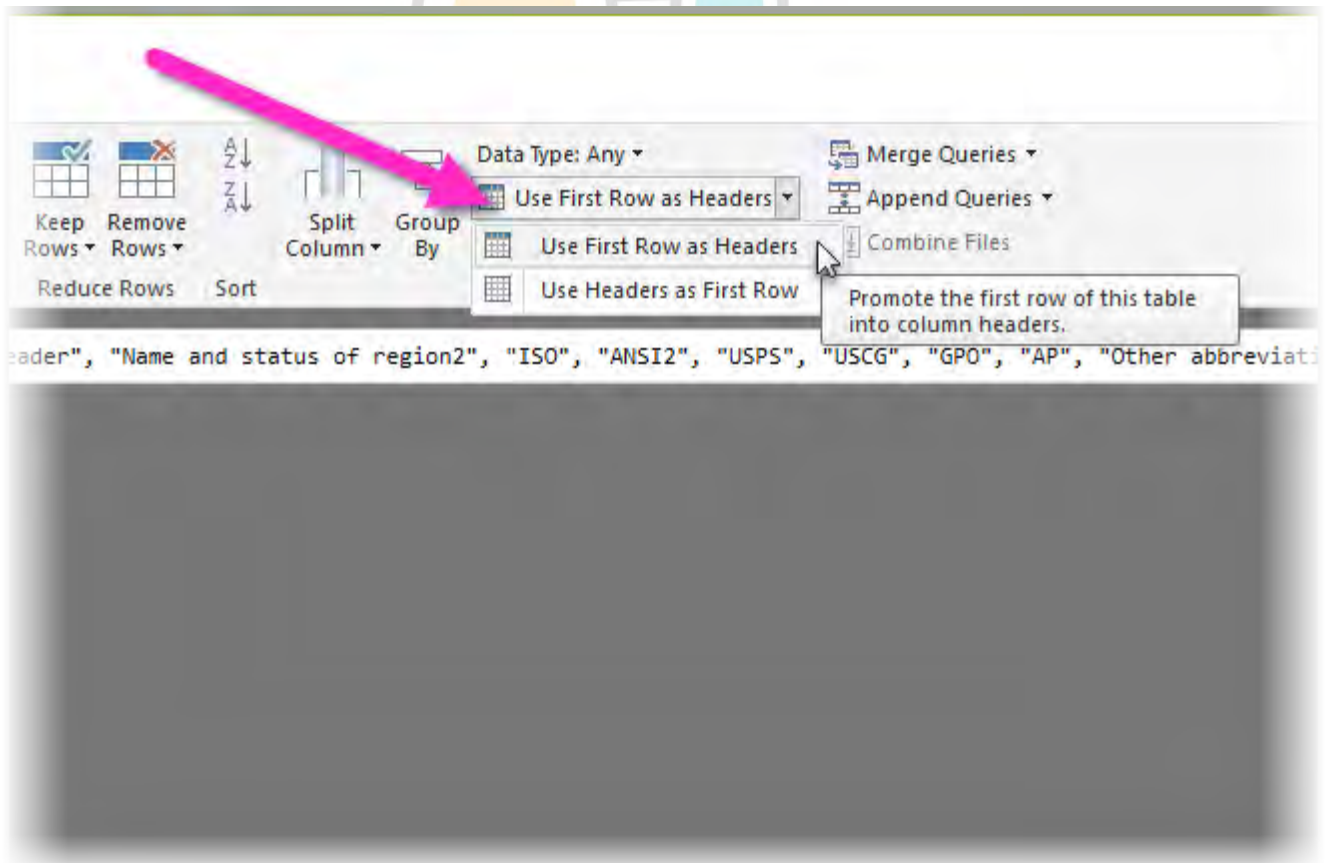 Data Type: Any
Merge Queries
A
Z
Use First Row as Headers
Append Queries
Z
A
Keep
Rows
Remove
Rows
Split
Column
Group
By
Use First Row as Headers
Combine Files
Reduce Rows
Sort
Use Headers as First Row
Promote the first row of this table
into column headers.
eader", "Name and status of region2", "ISO", "ANSI2", "USPS", "USCG", "GPO", "AP", "Other abbreviati